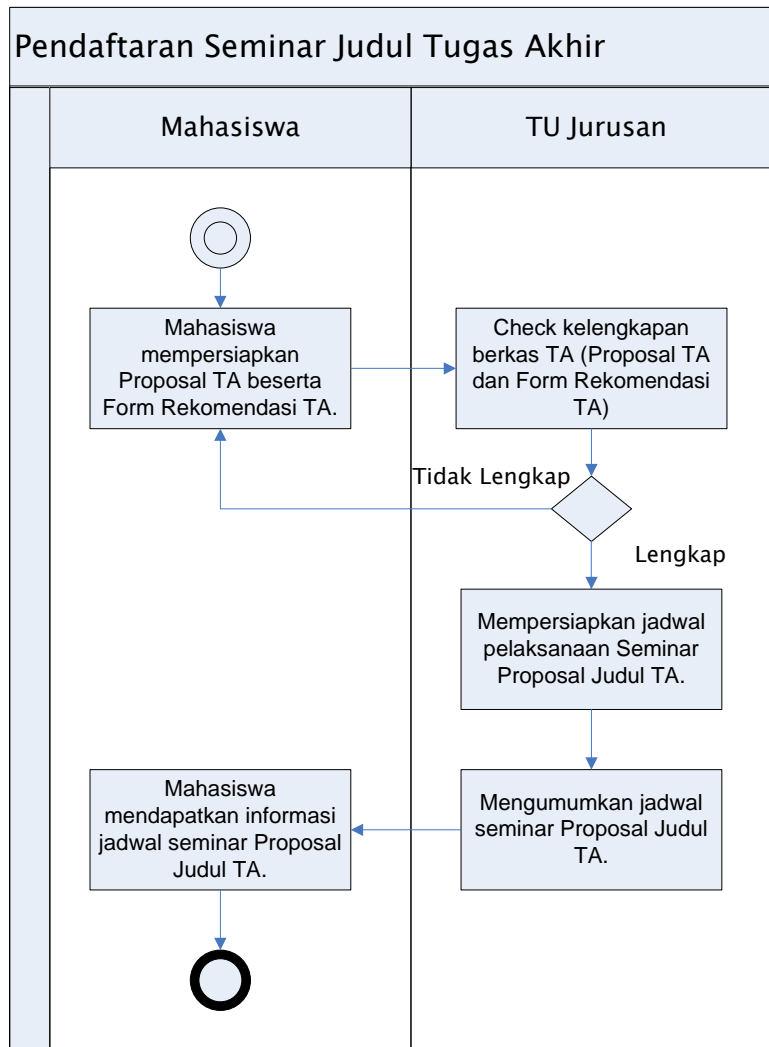 Pendaftaran Seminar Judul Tugas Akhir
Mahasiswa
TU Jurusan
Mahasiswa
mempersiapkan
Proposal TA beserta
Form Rekomendasi TA.
Check kelengkapan
berkas TA (Proposal TA
dan Form Rekomendasi
TA)
Tidak Lengkap
Lengkap
Mempersiapkan jadwal
pelaksanaan Seminar
Proposal Judul TA.
Mengumumkan jadwal
seminar Proposal Judul
TA.
Mahasiswa
mendapatkan informasi
jadwal seminar Proposal
Judul TA.